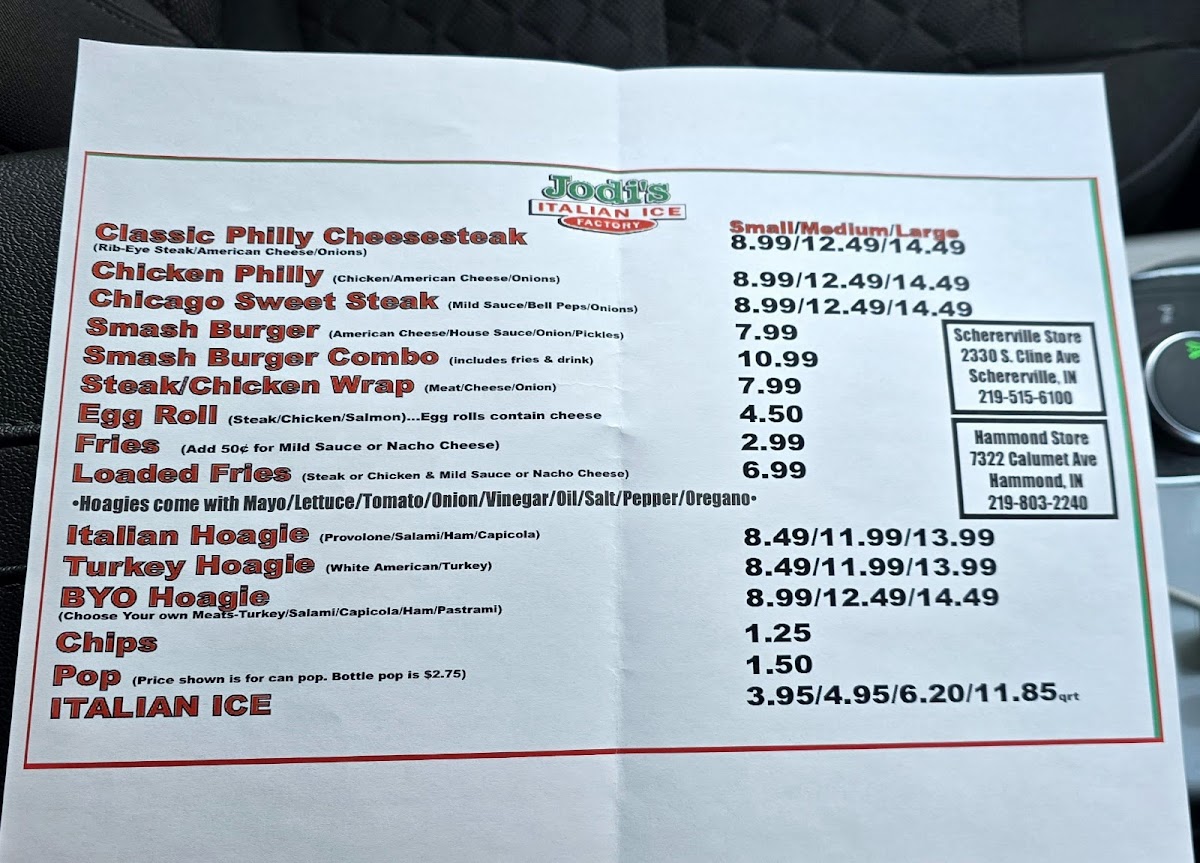 Jodi's
ITALIAN ICE
FACTORY
Small/Medium/Large
Classic Philly Cheesesteak 8.99/12.49/14.49
(Rib-Eye Steak/American Cheese/Onions)
Chicken Philly (Chicken/American Cheese/Onions) 8.99/12.49/14.49
Chicago Sweet Steak (Mild Sauce/Bell Peps/Onions) 8.99/12.49/14.49
Smash Burger (American Cheese/House Sauce/Onion/Pickles) 7.99
Smash Burger Combo (includes fries & drink) 10.99
Steak/Chicken Wrap (Meat/Cheese/Onion) 7.99
Egg Roll (Steak/Chicken/Salmon)...Egg rolls contain cheese 4.50
Fries (Add 50¢ for Mild Sauce or Nacho Cheese) 2.99
Loaded Fries (Steak or Chicken & Mild Sauce or Nacho Cheese) 6.99
Schererville Store
2330 S. Cline Ave
Schererville, IN
219-515-6100
Hammond Store
7322 Calumet Ave
Hammond, IN
219-803-2240
•Hoagies come with Mayo/Lettuce/Tomato/Onion/Vinegar/Oil/Salt/Pepper/Oregano•
Italian Hoagie (Provolone/Salami/Ham/Capicola) 8.49/11.99/13.99
Turkey Hoagie (White American/Turkey) 8.49/11.99/13.99
BYO Hoagie 8.99/12.49/14.49
(Choose Your own Meats-Turkey/Salami/Capicola/Ham/Pastrami)
Chips 1.25
Pop (Price shown is for can pop. Bottle pop is $2.75) 1.50
ITALIAN ICE 3.95/4.95/6.20/11.85qrt